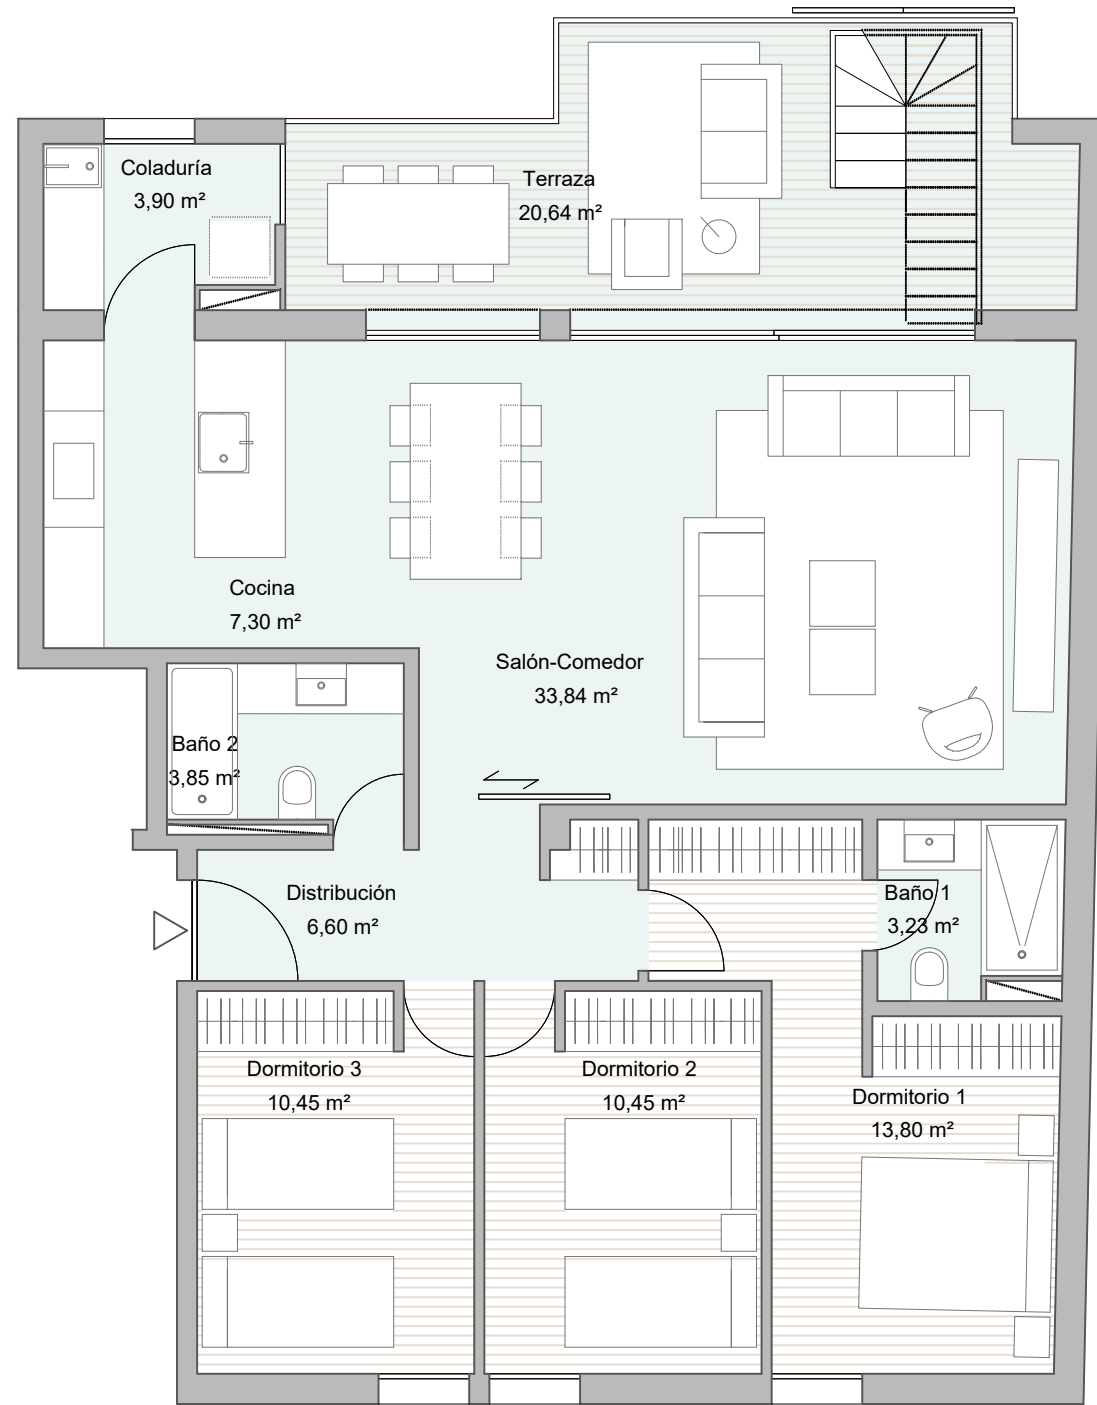 Coladuría
3,90 m²
Terraza
20,64 m²
Cocina
7,30 m²
Salón-Comedor
33,84 m²
Baño 2
3,85 m²
Distribución
6,60 m²
Baño 1
3,23 m²
Dormitorio 3
10,45 m²
Dormitorio 2
10,45 m²
Dormitorio 1
13,80 m²